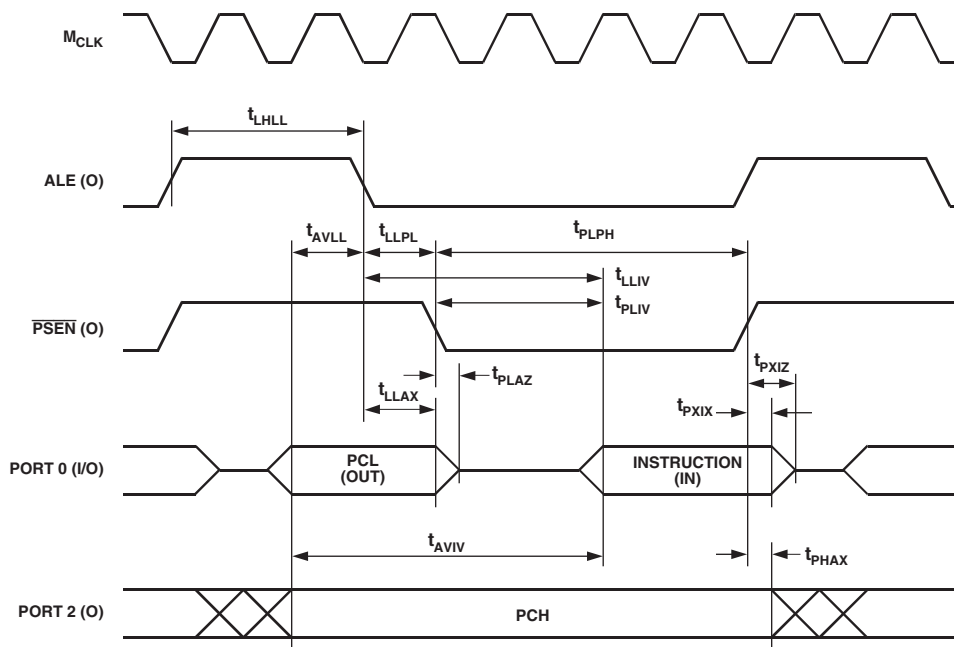 MCLK
tLHLL
ALE (O)
tAVLL tLLPL tPLPH
tLLIV
PSEN (O)
tPLIV
tPXIZ
tPLAZ
tLLAX
tPXIX
PORT 0 (I/O)
PCL
(OUT)
INSTRUCTION
(IN)
tAVIV
tPHAX
PORT 2 (O)
PCH